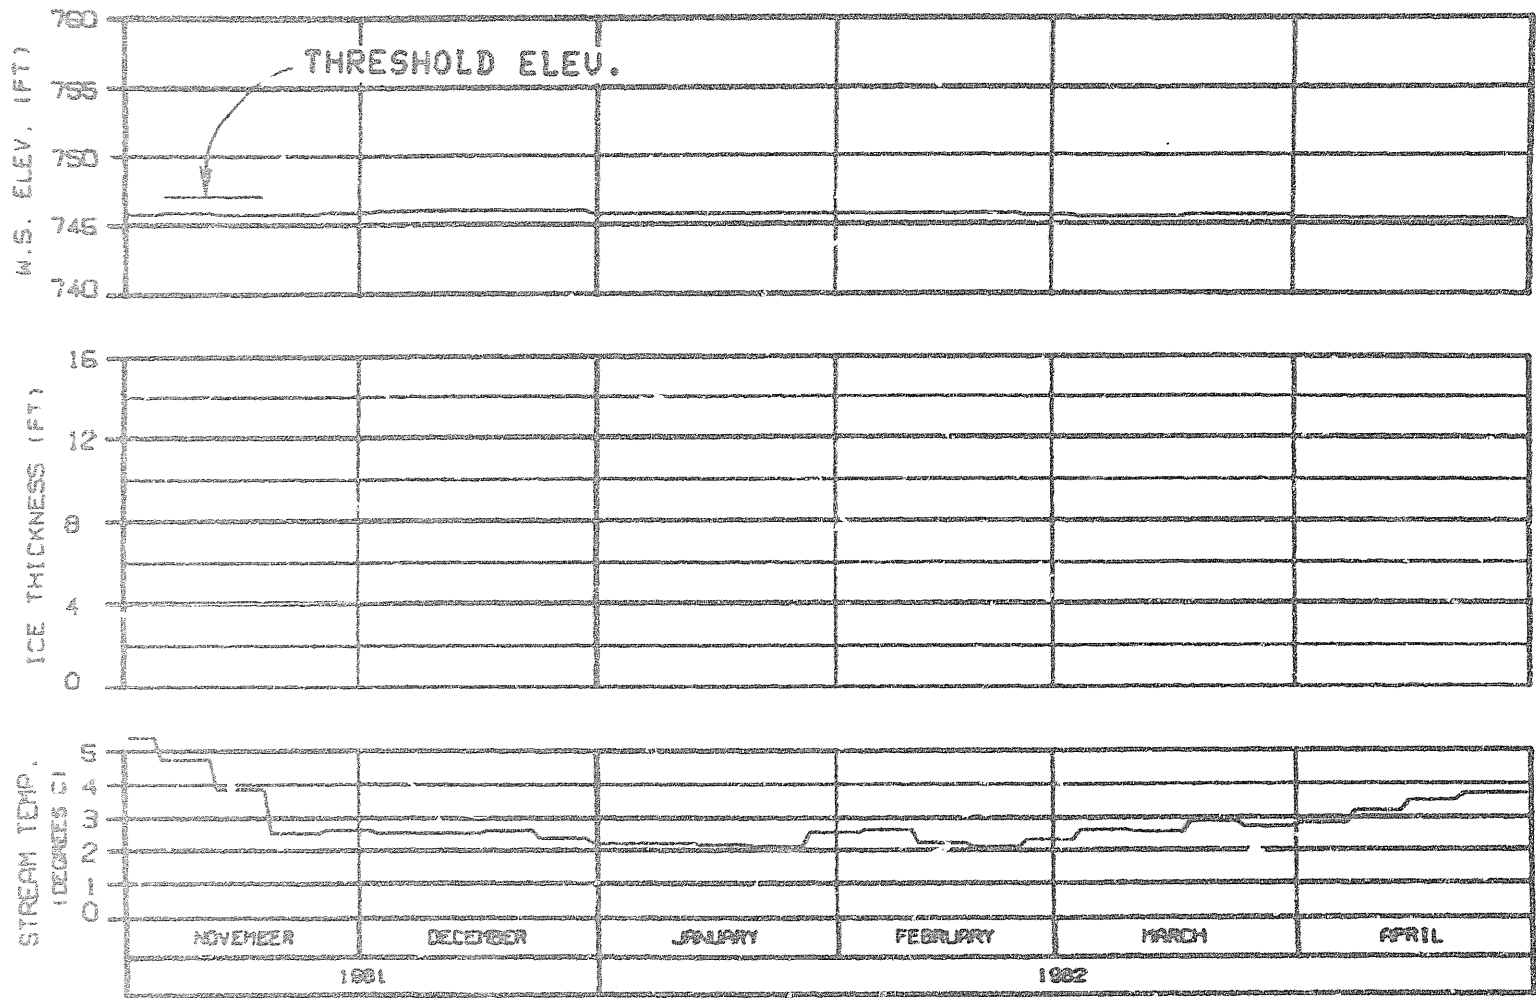 W.S. ELEV. (FT)
760
755
750
745
740
THRESHOLD ELEV.
ICE THICKNESS (FT)
16
12
8
4
0
STREAM TEMP.
(DEGREES C)
5
4
3
2
1
0
NOVEMBER
DECEMBER
JANUARY
FEBRUARY
MARCH
APRIL
1981
1982